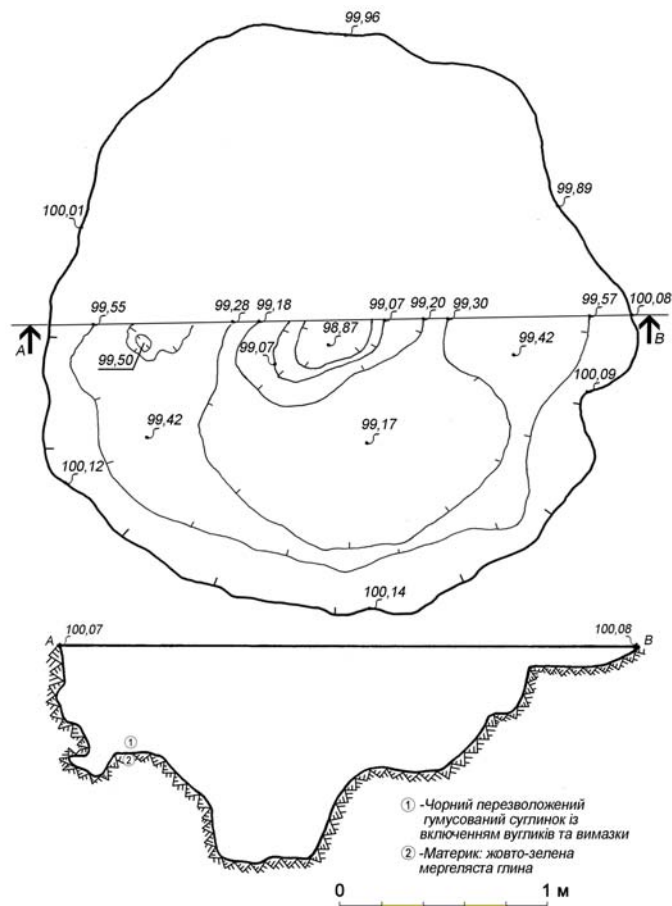 99,96
100,01
99,89
99,55
99,28
99,18
99,07
99,20
99,30
99,57
100,08
98,87
А
99,50
99,07
99,42
В
100,09
99,42
99,17
100,12
100,14
А
100,07
100,08
В
1
2
1 -Чорний перезволожений
гумусований суглинок із
включенням вугликів та вимазки
2 -Материк: жовто-зелена
мергеляста глина
0 1 м